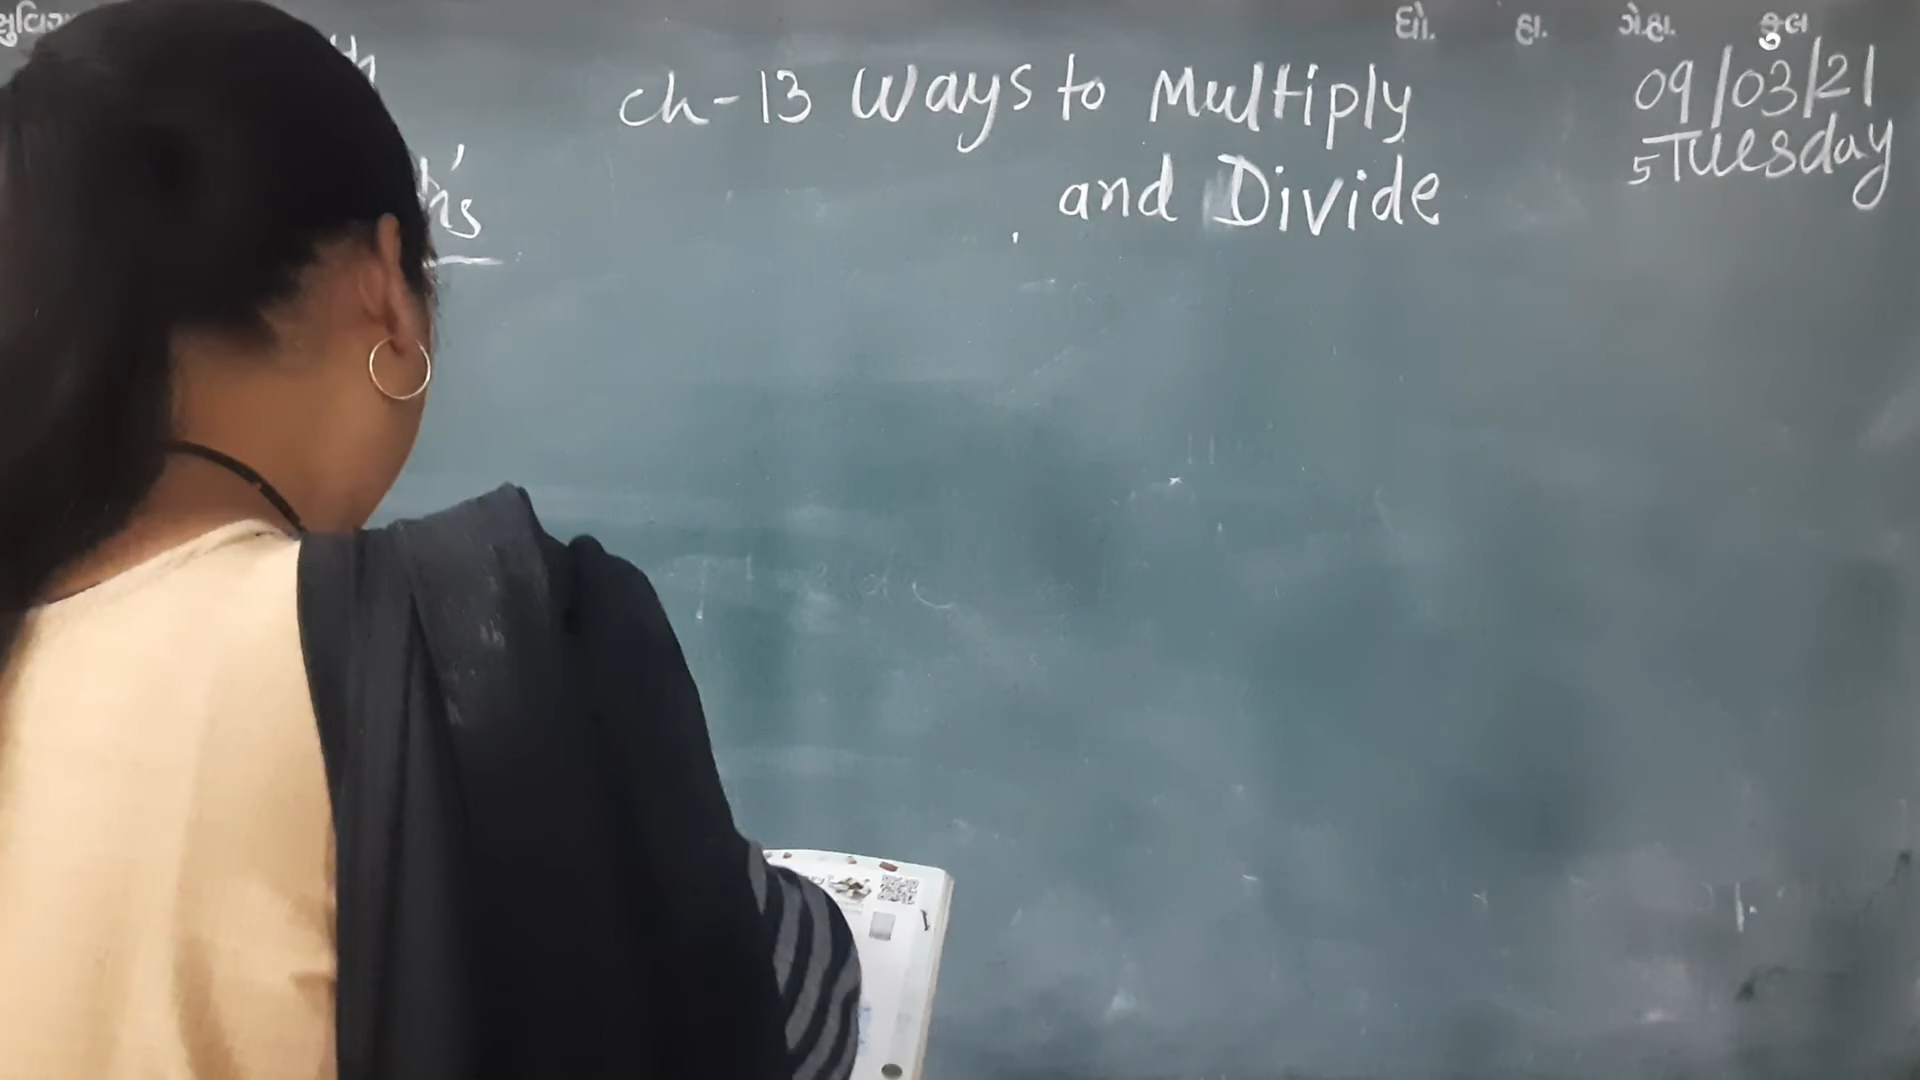 ધો. હા. ગે.હા. કુલ
Ch-13 Ways to Multiply
and Divide
09/03/21
Tuesday